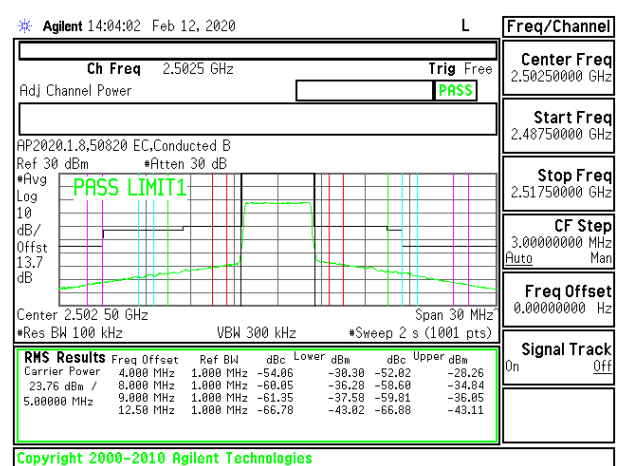 Agilent 14:04:02 Feb 12, 2020 L
Freq/Channel
Ch Freq 2.5025 GHz Trig Free
Adj Channel Power PASS
AP2020.1.8,50820 EC,Conducted B
Ref 30 dBm #Atten 30 dB
#Avg
Log
10
dB/
Offst
13.7
dB
PASS LIMIT1
Center 2.502 50 GHz Span 30 MHz^
#Res BW 100 kHz VBW 300 kHz #Sweep 2 s (1001 pts)
RMS Results Freq Offset Ref BW dBc Lower dBm dBc Upper dBm
Carrier Power 4.000 MHz 1.000 MHz -54.06 -30.30 -52.02 -28.26
23.76 dBm / 8.000 MHz 1.000 MHz -60.05 -36.28 -58.60 -34.84
5.00000 MHz 9.000 MHz 1.000 MHz -61.35 -37.58 -59.81 -36.05
12.50 MHz 1.000 MHz -66.78 -43.02 -66.88 -43.11
Center Freq
2.50250000 GHz
Start Freq
2.48750000 GHz
Stop Freq
2.51750000 GHz
CF Step
3.00000000 MHz
Auto Man
Freq Offset
0.00000000 Hz
Signal Track
On Off
Copyright 2000-2010 Agilent Technologies